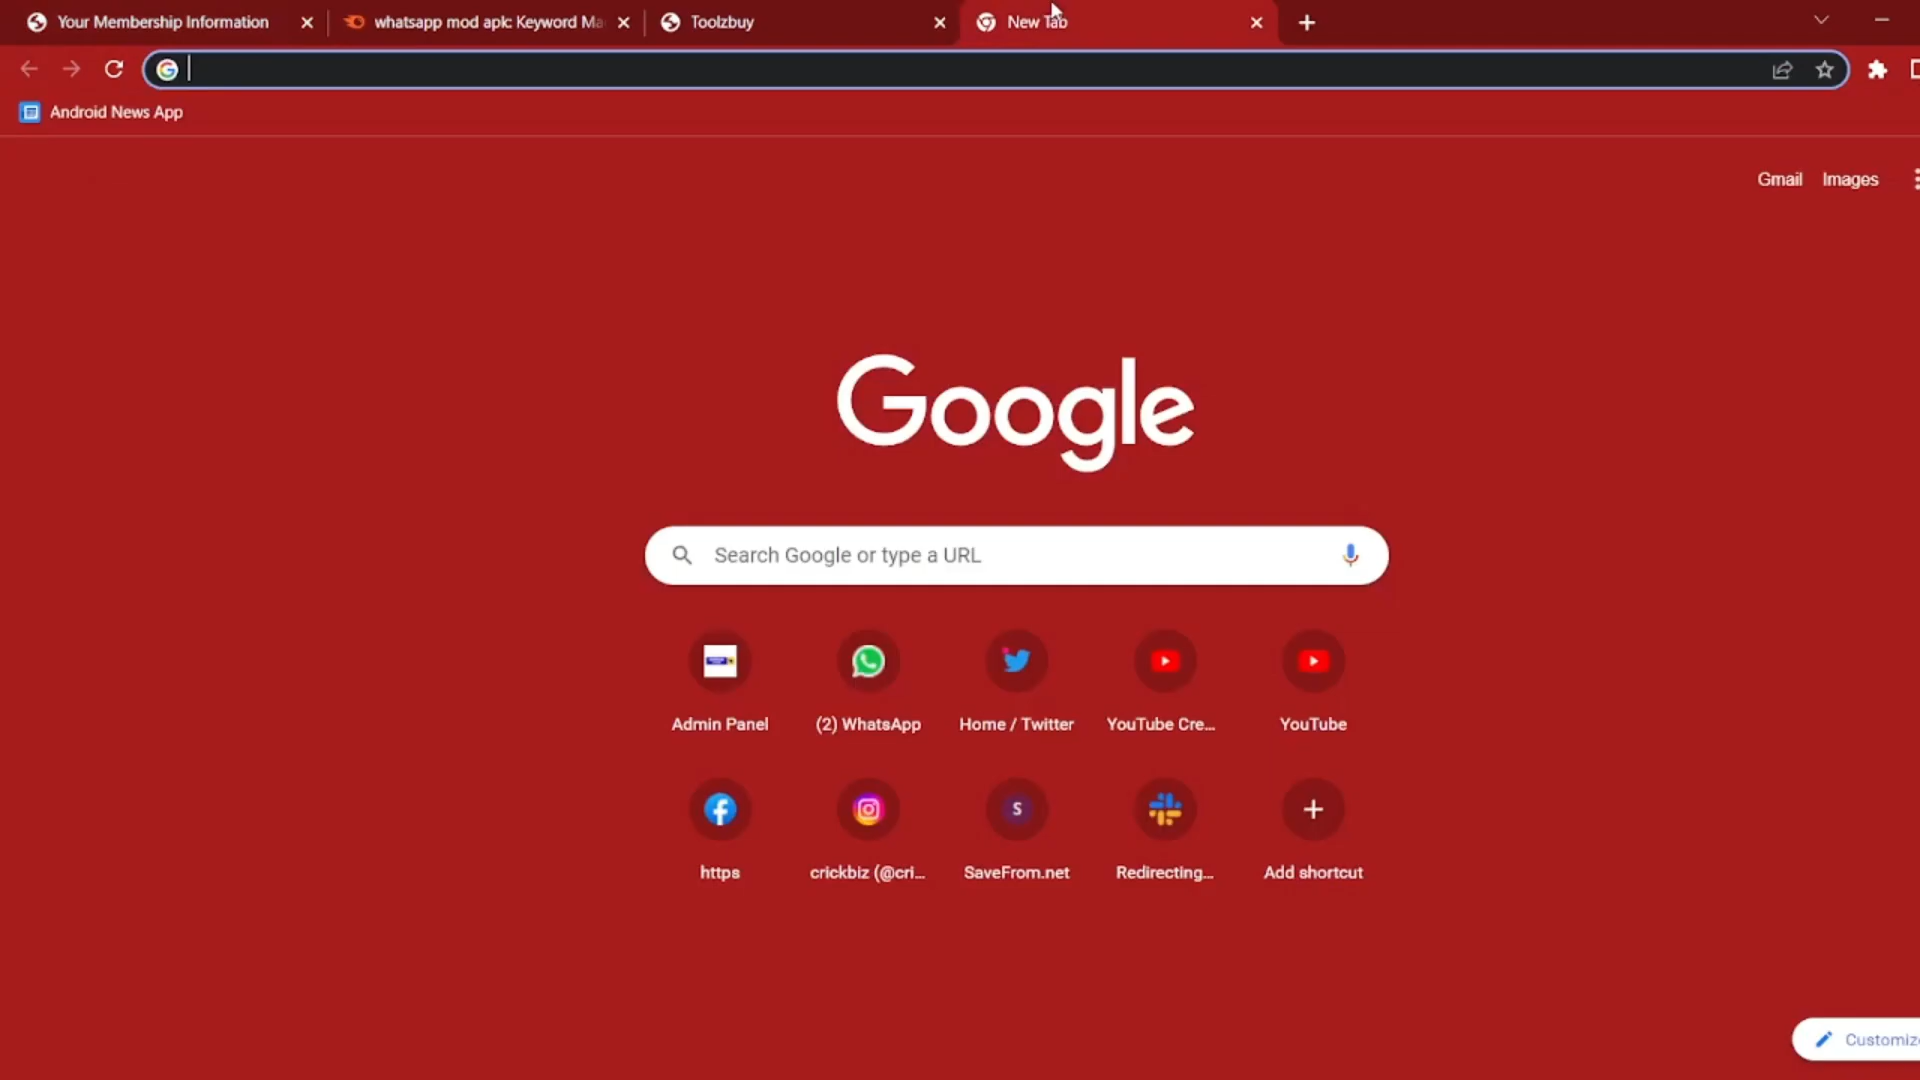 Your Membership Information
whatsapp mod apk: Keyword Ma
Toolzbuy
New Tab
Android News App
Gmail
Images
Google
Search Google or type a URL
Admin Panel
(2) WhatsApp
Home / Twitter
YouTube Cre...
YouTube
S
https
crickbiz (@cri...
SaveFrom.net
Redirecting...
Add shortcut
Customize